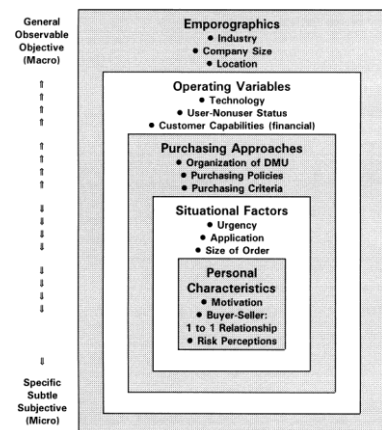 General
Observable
Objective
(Macro)
Emporographics
● Industry
● Company Size
● Location
Operating Variables
● Technology
● User-Nonuser Status
● Customer Capabilities (financial)
Purchasing Approaches
● Organization of DMU
● Purchasing Policies
● Purchasing Criteria
Situational Factors
● Urgency
● Application
● Size of Order
Personal
Characteristics
● Motivation
● Buyer-Seller:
1 to 1 Relationship
● Risk Perceptions
Specific
Subtle
Subjective
(Micro)